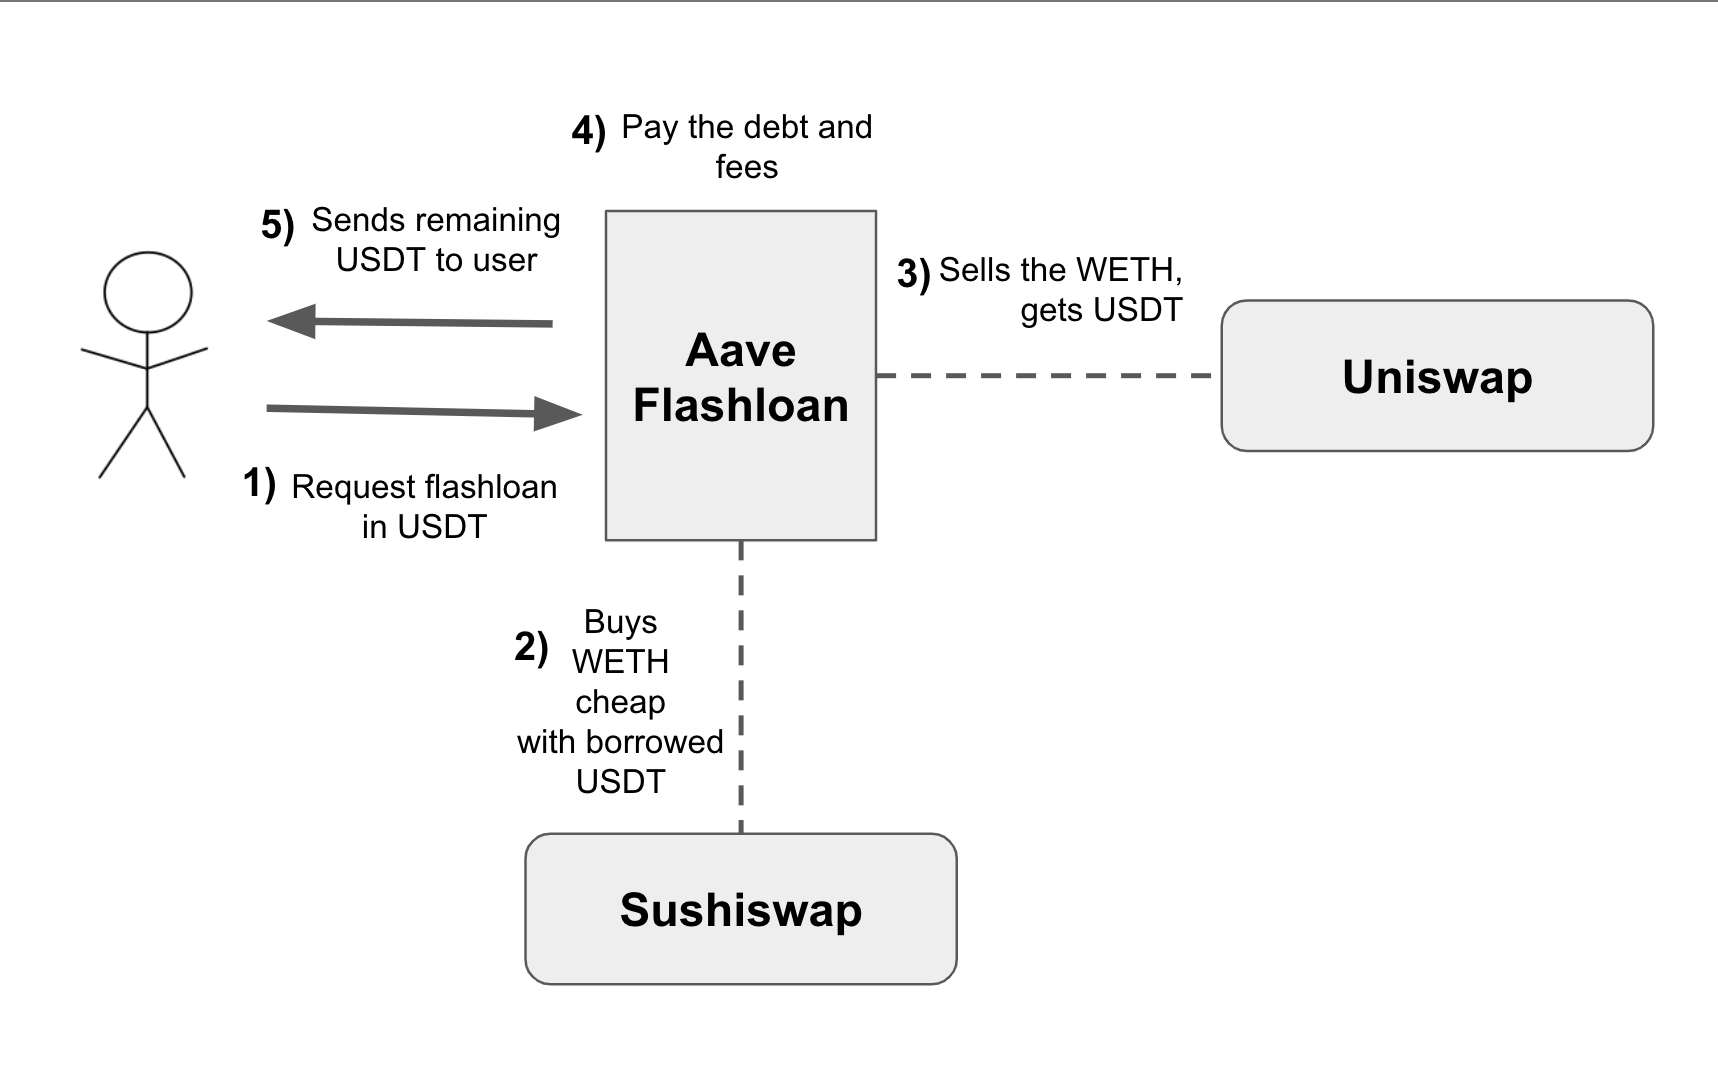 4) Pay the debt and
fees
5) Sends remaining
USDT to user
3) Sells the WETH,
gets USDT
Aave
Flashloan
Uniswap
1) Request flashloan
in USDT
2) Buys
WETH
cheap
with borrowed
USDT
Sushiswap